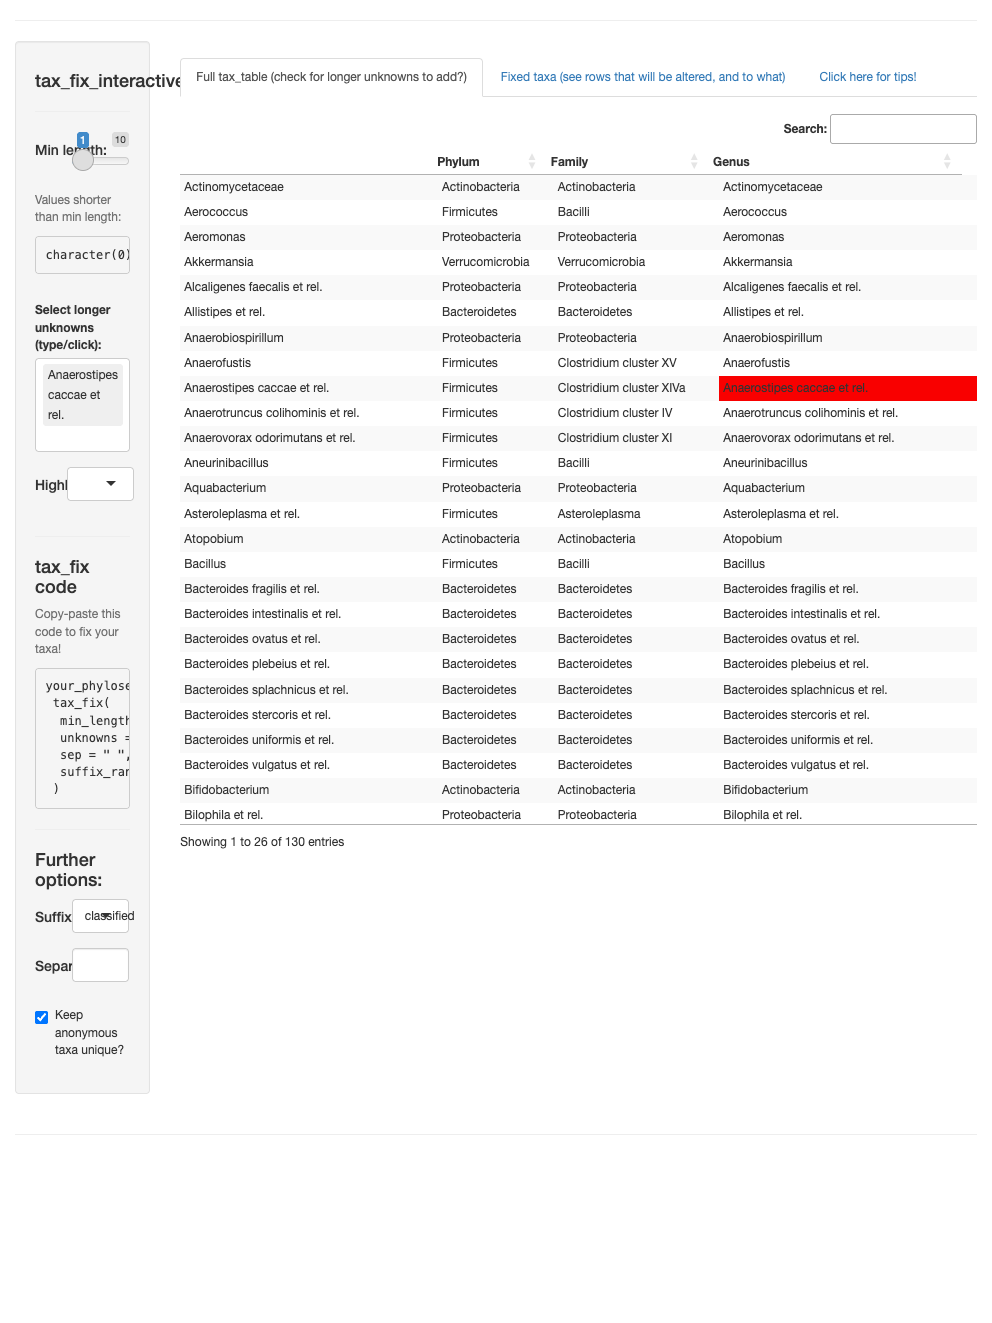 tax_fix_interactive
Min length:
1
10
Values shorter
than min length:
character(0)
Select longer
unknowns
(type/click):
Anaerostipes
caccae et
rel.
Highl
tax_fix
code
Copy-paste this
code to fix your
taxa!
your_phylose
tax_fix(
min_length
unknowns =
sep = " ",
suffix_ran
)
Further
options:
Suffix
classified
Separ
Keep
anonymous
taxa unique?
Full tax_table (check for longer unknowns to add?) Fixed taxa (see rows that will be altered, and to what) Click here for tips!
Search:
Phylum Family Genus
Actinomycetaceae Actinobacteria Actinobacteria Actinomycetaceae
Aerococcus Firmicutes Bacilli Aerococcus
Aeromonas Proteobacteria Proteobacteria Aeromonas
Akkermansia Verrucomicrobia Verrucomicrobia Akkermansia
Alcaligenes faecalis et rel. Proteobacteria Proteobacteria Alcaligenes faecalis et rel.
Allistipes et rel. Bacteroidetes Bacteroidetes Allistipes et rel.
Anaerobiospirillum Proteobacteria Proteobacteria Anaerobiospirillum
Anaerofustis Firmicutes Clostridium cluster XV Anaerofustis
Anaerostipes caccae et rel. Firmicutes Clostridium cluster XIVa Anaerostipes caccae et rel.
Anaerotruncus colihominis et rel. Firmicutes Clostridium cluster IV Anaerotruncus colihominis et rel.
Anaerovorax odorimutans et rel. Firmicutes Clostridium cluster XI Anaerovorax odorimutans et rel.
Aneurinibacillus Firmicutes Bacilli Aneurinibacillus
Aquabacterium Proteobacteria Proteobacteria Aquabacterium
Asteroleplasma et rel. Firmicutes Asteroleplasma Asteroleplasma et rel.
Atopobium Actinobacteria Actinobacteria Atopobium
Bacillus Firmicutes Bacilli Bacillus
Bacteroides fragilis et rel. Bacteroidetes Bacteroidetes Bacteroides fragilis et rel.
Bacteroides intestinalis et rel. Bacteroidetes Bacteroidetes Bacteroides intestinalis et rel.
Bacteroides ovatus et rel. Bacteroidetes Bacteroidetes Bacteroides ovatus et rel.
Bacteroides plebeius et rel. Bacteroidetes Bacteroidetes Bacteroides plebeius et rel.
Bacteroides splachnicus et rel. Bacteroidetes Bacteroidetes Bacteroides splachnicus et rel.
Bacteroides stercoris et rel. Bacteroidetes Bacteroidetes Bacteroides stercoris et rel.
Bacteroides uniformis et rel. Bacteroidetes Bacteroidetes Bacteroides uniformis et rel.
Bacteroides vulgatus et rel. Bacteroidetes Bacteroidetes Bacteroides vulgatus et rel.
Bifidobacterium Actinobacteria Actinobacteria Bifidobacterium
Bilophila et rel. Proteobacteria Proteobacteria Bilophila et rel.
Showing 1 to 26 of 130 entries